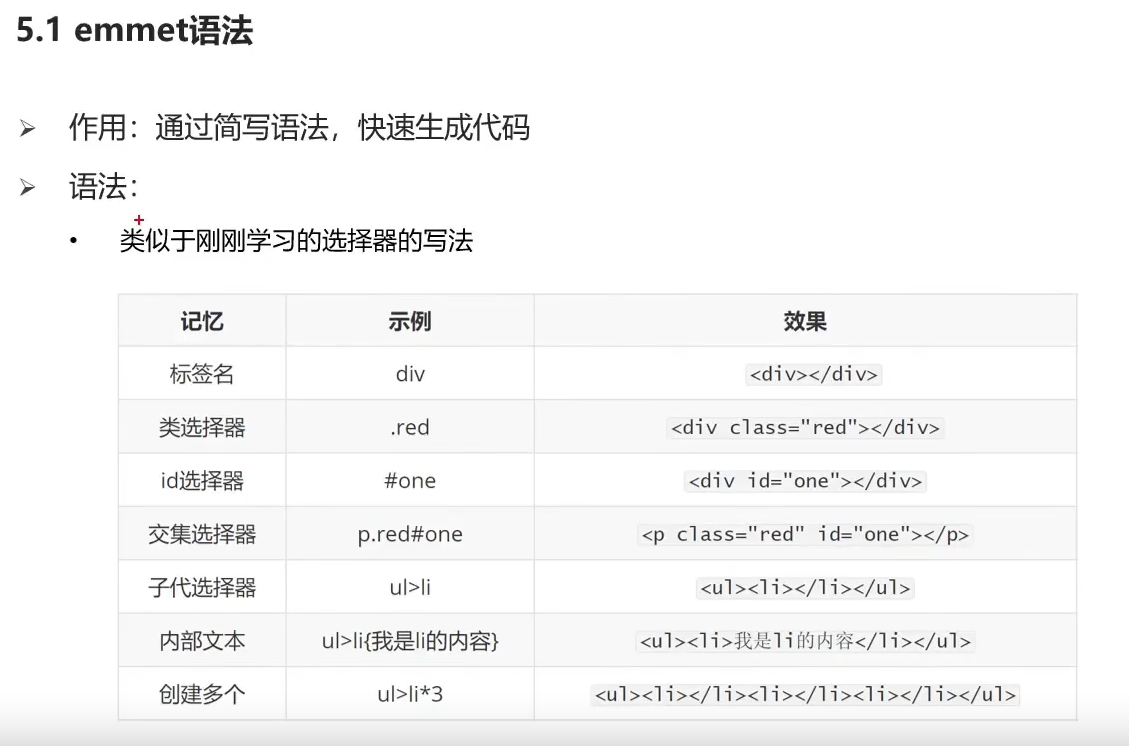 5.1 emmet语法
作用：通过简写语法，快速生成代码
语法：
类似于刚刚学习的选择器的写法
记忆 示例 效果
标签名 div <div></div>
类选择器 .red <div class="red"></div>
id选择器 #one <div id="one"></div>
交集选择器 p.red#one <p class="red" id="one"></p>
子代选择器 ul>li <ul><li></li></ul>
内部文本 ul>li{我是li的内容} <ul><li>我是li的内容</li></ul>
创建多个 ul>li*3 <ul><li></li><li></li><li></li></ul>